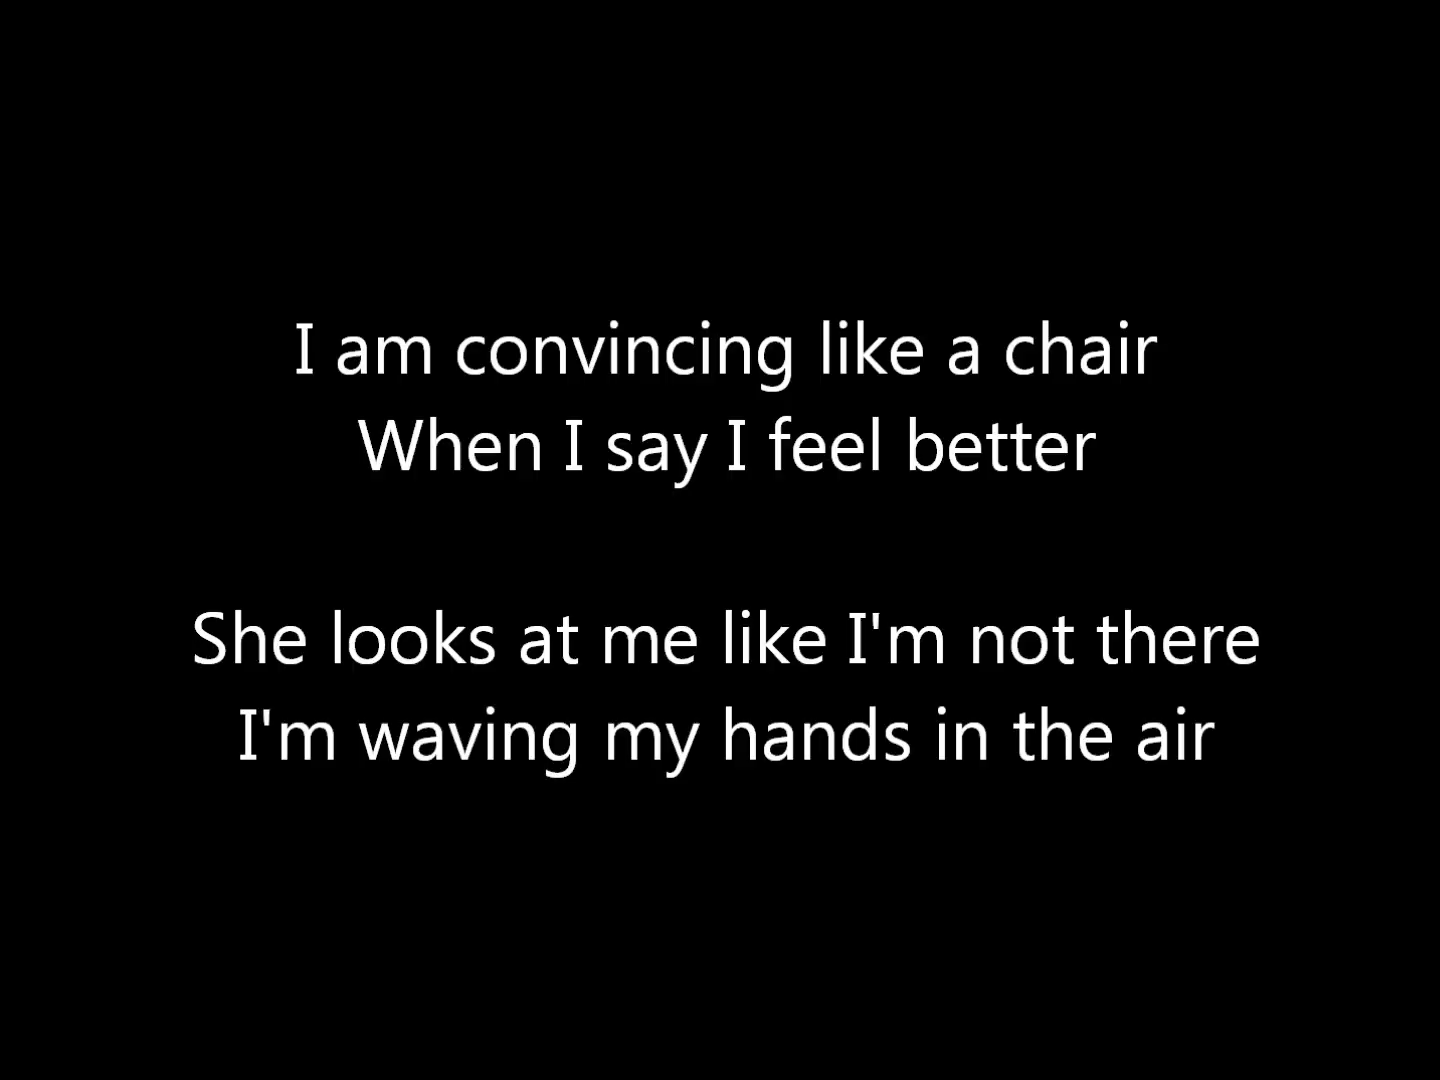 I am convincing like a chair
When I say I feel better
She looks at me like I'm not there
I'm waving my hands in the air